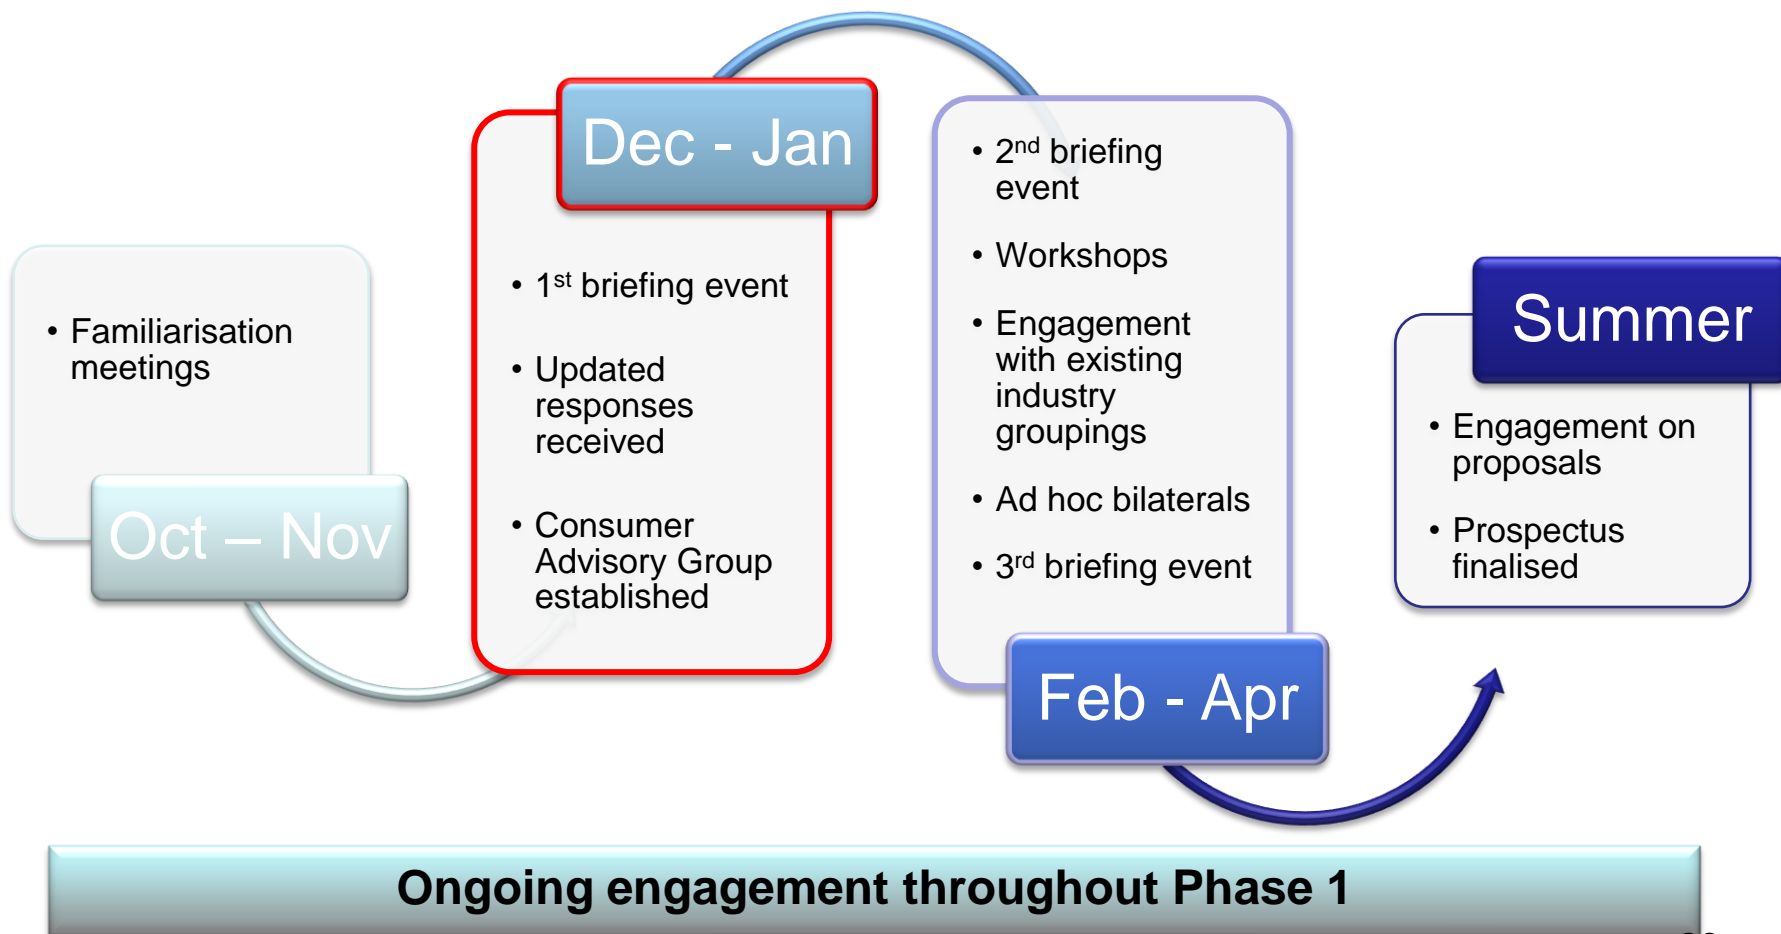 Familiarisation
meetings
Oct – Nov
Dec - Jan
1st briefing event
Updated
responses
received
Consumer
Advisory Group
established
2nd briefing
event
Workshops
Engagement
with existing
industry
groupings
Ad hoc bilaterals
3rd briefing event
Feb - Apr
Summer
Engagement on
proposals
Prospectus
finalised
Ongoing engagement throughout Phase 1